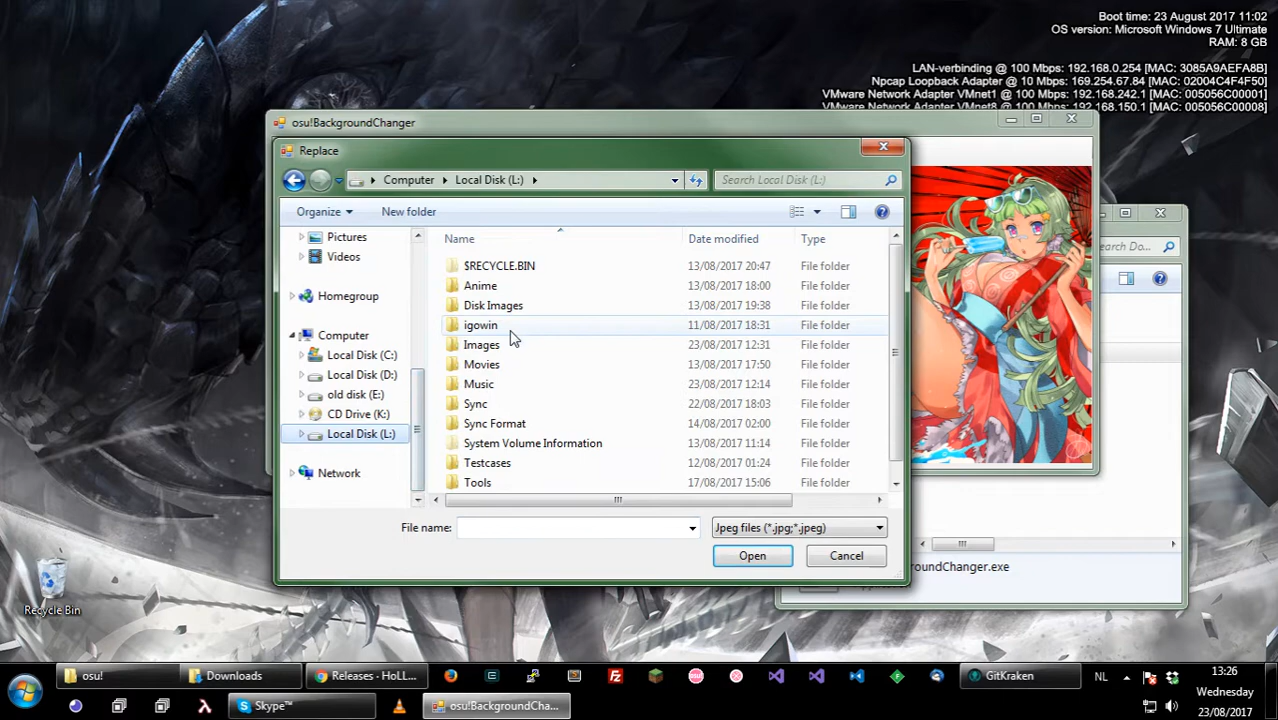 Boot time: 23 August 2017 11:02
OS version: Microsoft Windows 7 Ultimate
RAM: 8 GB
LAN-verbinding @ 100 Mbps: 192.168.0.254 [MAC: 3085A9AEFA8B]
Npcap Loopback Adapter @ 10 Mbps: 169.254.67.84 [MAC: 02004C4F4F50]
VMware Network Adapter VMnet1 @ 100 Mbps: 192.168.242.1 [MAC: 005056C00001]
VMware Network Adapter VMnet8 @ 100 Mbps: 192.168.150.1 [MAC: 005056C00008]
osu!BackgroundChanger
Replace
Computer Local Disk (L:) Search Local Disk (L:)
Organize New folder
earch Do...
Pictures
Videos
Homegroup
Computer
Local Disk (C:)
Local Disk (D:)
old disk (E:)
CD Drive (K:)
Local Disk (L:)
Network
Name Date modified Type
$RECYCLE.BIN 13/08/2017 20:47 File folder
Anime 13/08/2017 18:00 File folder
Disk Images 13/08/2017 19:38 File folder
igowin 11/08/2017 18:31 File folder
Images 23/08/2017 12:31 File folder
Movies 13/08/2017 17:50 File folder
Music 23/08/2017 12:14 File folder
Sync 22/08/2017 18:03 File folder
Sync Format 14/08/2017 02:00 File folder
System Volume Information 13/08/2017 11:14 File folder
Testcases 12/08/2017 01:24 File folder
Tools 17/08/2017 15:06 File folder
File name: Jpeg files (*.jpg;*.jpeg)
Open Cancel
oundChanger.exe
Recycle Bin
osu! Downloads Releases · HoLL... GitKraken NL 13:26
Wednesday
Skype™ osu!BackgroundCha... 23/08/2017